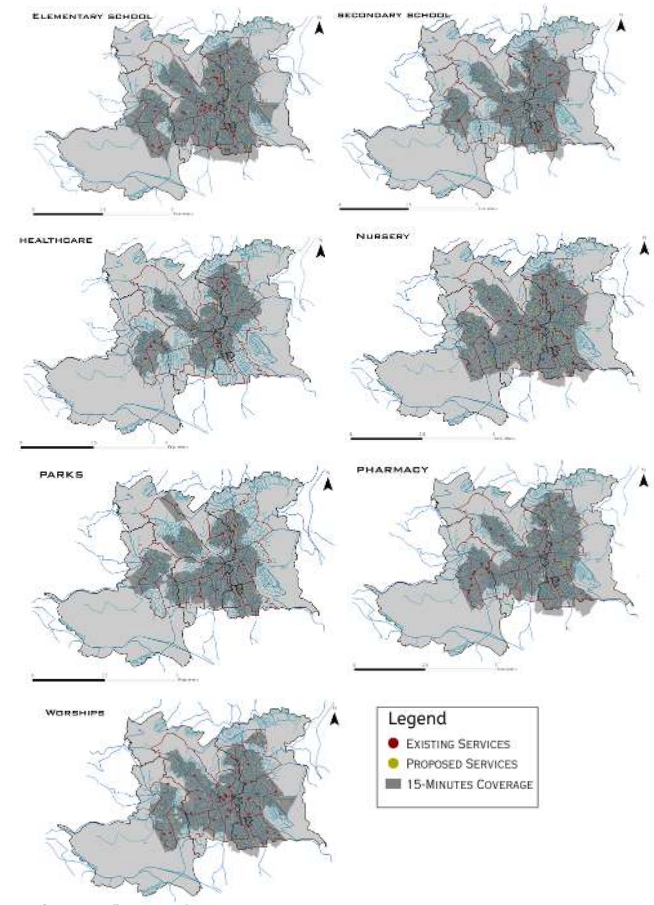 ELEMENTARY SCHOOL
SECONDARY SCHOOL
HEALTHCARE
NURSERY
PARKS
PHARMACY
WORSHIPS
Legend
EXISTING SERVICES
PROPOSED SERVICES
15-MINUTES COVERAGE